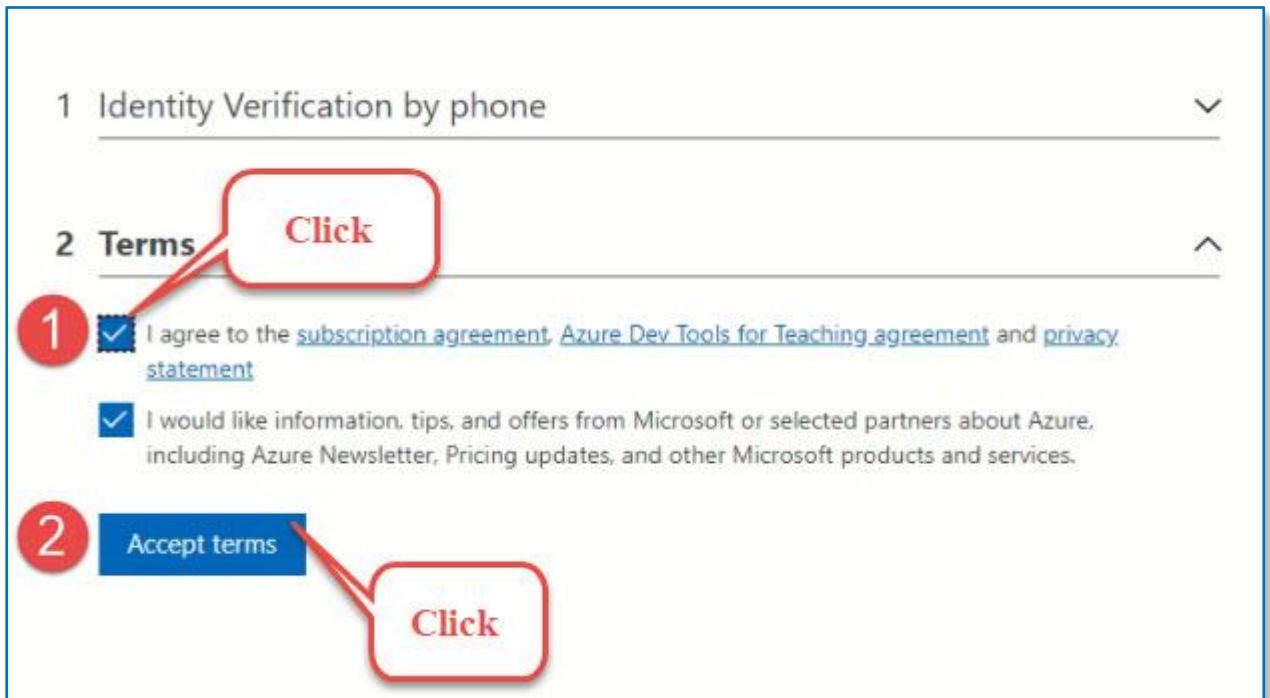 1 Identity Verification by phone
2 Terms
Click
1
I agree to the subscription agreement, Azure Dev Tools for Teaching agreement and privacy
statement
I would like information, tips, and offers from Microsoft or selected partners about Azure,
including Azure Newsletter, Pricing updates, and other Microsoft products and services.
2
Accept terms
Click